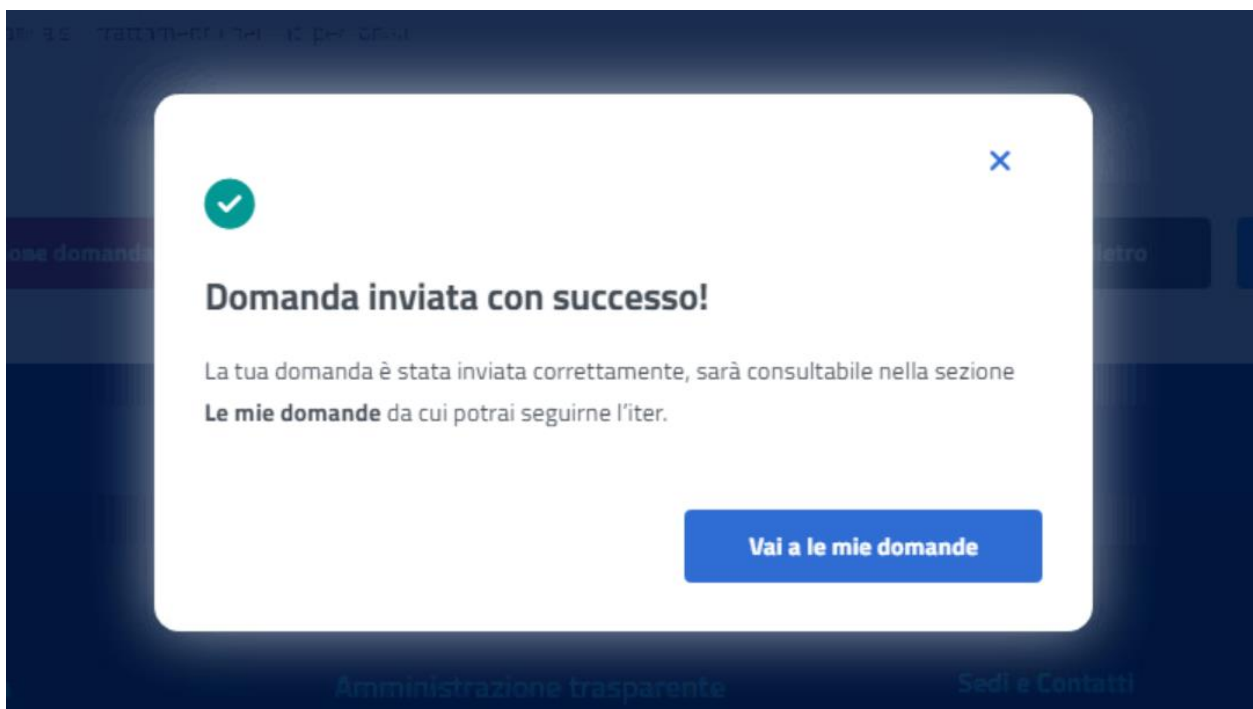 Domanda inviata con successo!
La tua domanda è stata inviata correttamente, sarà consultabile nella sezione
Le mie domande da cui potrai seguirne l'iter.
Vai a le mie domande
Amministrazione trasparente
Sedi e Contatti